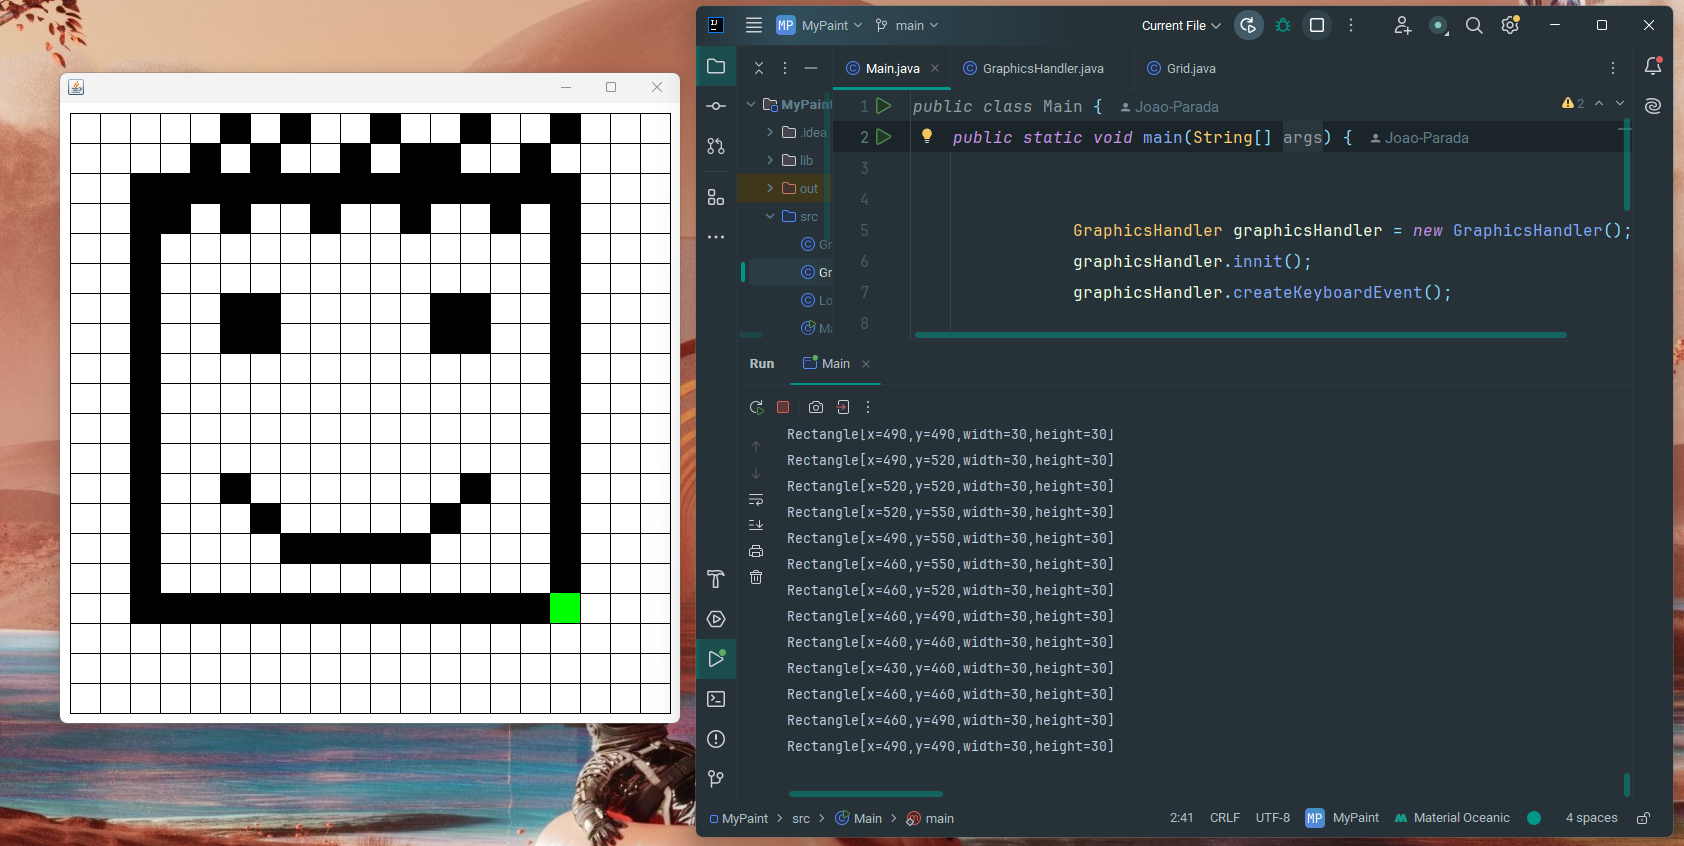 MP MyPaint main Current File
MyPaint
.idea
lib
out
src
Gr
Gr
Lo
Ma
Main.java GraphicsHandler.java Grid.java
1 public class Main { Joao-Parada 2
2 public static void main(String[] args) { Joao-Parada
3
4
5 GraphicsHandler graphicsHandler = new GraphicsHandler();
6 graphicsHandler.innit();
7 graphicsHandler.createKeyboardEvent();
8
Run Main
Rectangle[x=490,y=490,width=30,height=30]
Rectangle[x=490,y=520,width=30,height=30]
Rectangle[x=520,y=520,width=30,height=30]
Rectangle[x=520,y=550,width=30,height=30]
Rectangle[x=490,y=550,width=30,height=30]
Rectangle[x=460,y=550,width=30,height=30]
Rectangle[x=460,y=520,width=30,height=30]
Rectangle[x=460,y=490,width=30,height=30]
Rectangle[x=460,y=460,width=30,height=30]
Rectangle[x=430,y=460,width=30,height=30]
Rectangle[x=460,y=460,width=30,height=30]
Rectangle[x=460,y=490,width=30,height=30]
Rectangle[x=490,y=490,width=30,height=30]
MyPaint > src > Main > main 2:41 CRLF UTF-8 MP MyPaint Material Oceanic 4 spaces